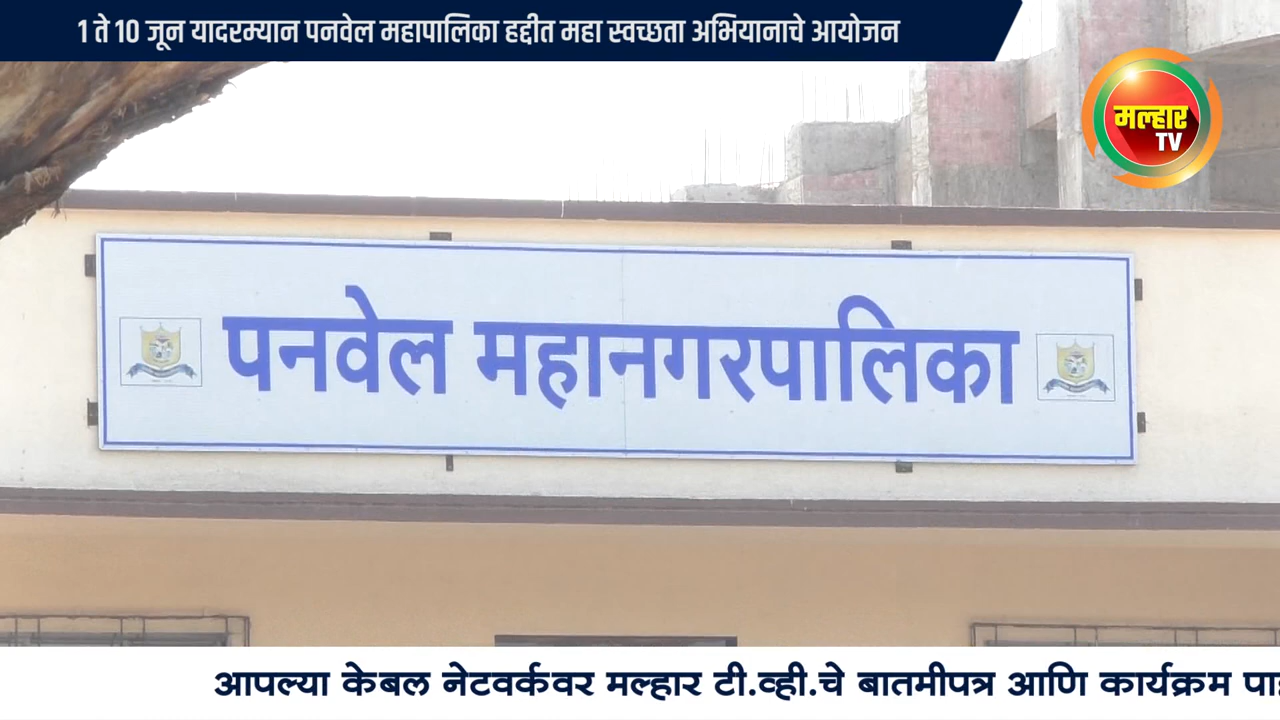 1 ते 10 जून यादरम्यान पनवेल महापालिका हद्दीत महा स्वच्छता अभियानाचे आयोजन
मल्हार
TV
पनवेल महानगरपालिका
आपल्या केबल नेटवर्कवर मल्हार टी.व्ही.चे बातमीपत्र आणि कार्यक्रम